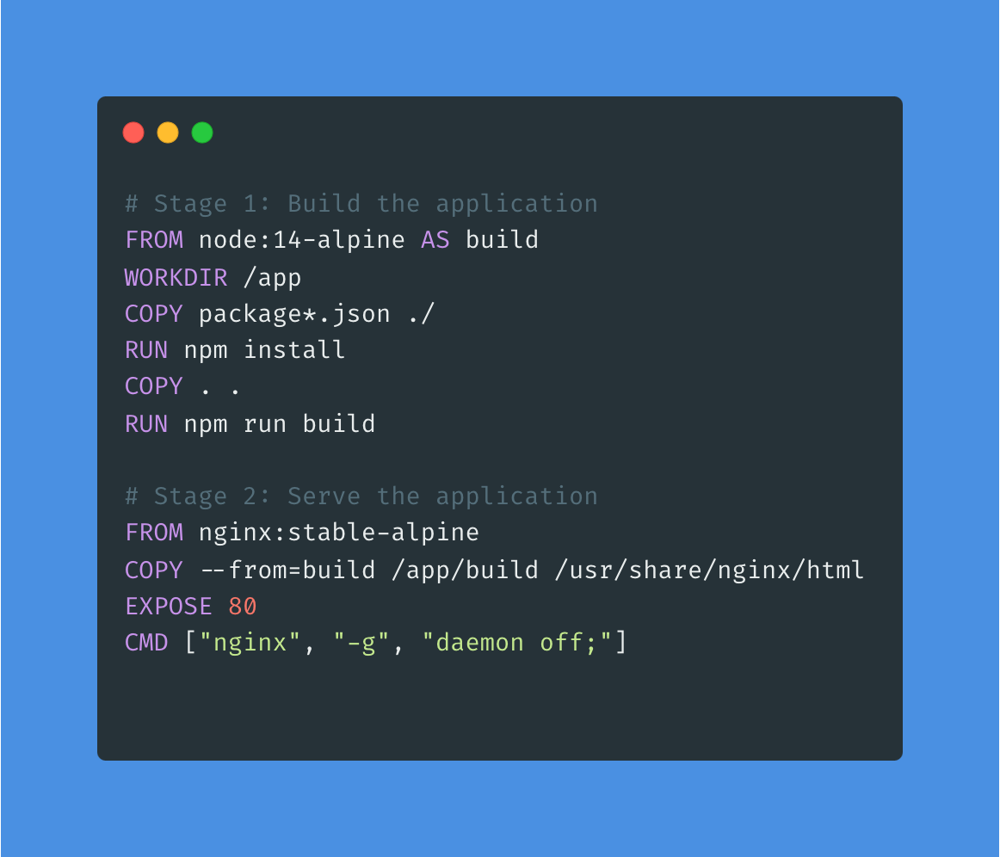 # Stage 1: Build the application
FROM node:14-alpine AS build
WORKDIR /app
COPY package*.json ./
RUN npm install
COPY . .
RUN npm run build
# Stage 2: Serve the application
FROM nginx:stable-alpine
COPY --from=build /app/build /usr/share/nginx/html
EXPOSE 80
CMD ["nginx", "-g", "daemon off;"]